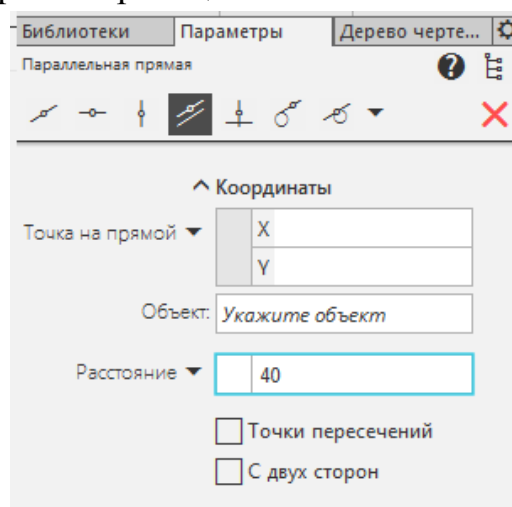 Библиотеки Параметры Дерево черте...
Параллельная прямая
Координаты
Точка на прямой X
Y
Объект: Укажите объект
Расстояние 40
Точки пересечений
С двух сторон